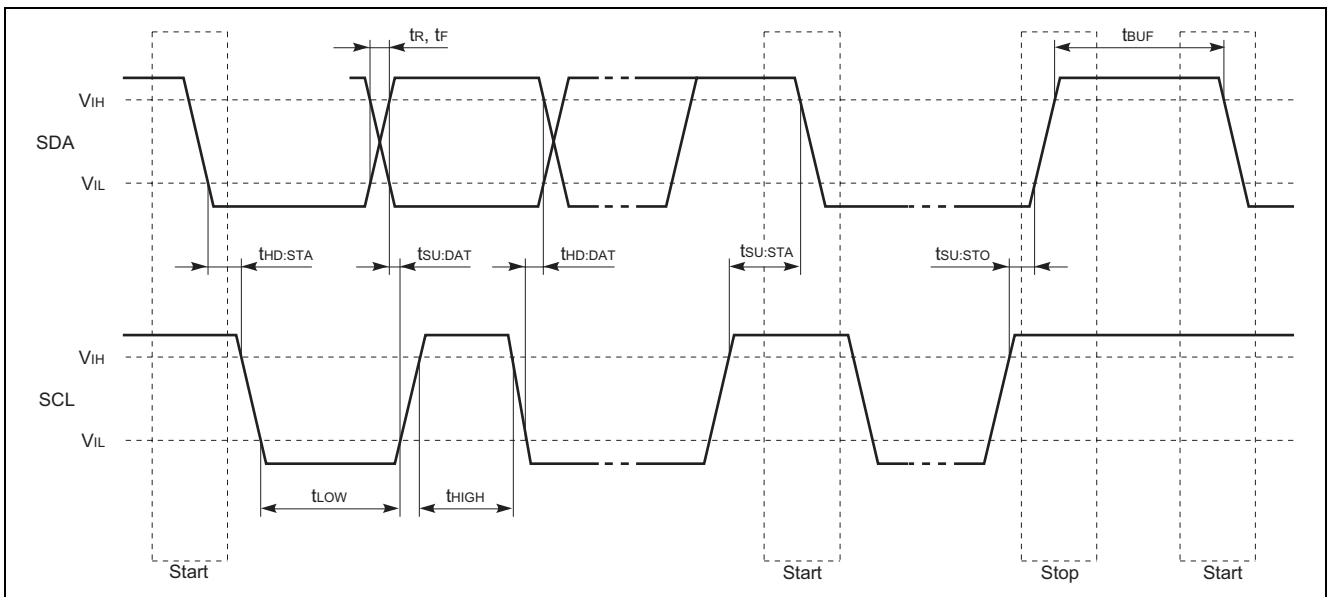 tR, tF
tBUF
VIH
SDA
VIL
tHD:STA
tSU:DAT
tHD:DAT
tSU:STA
tSU:STO
VIH
SCL
VIL
tLOW
tHIGH
Start
Start
Stop
Start